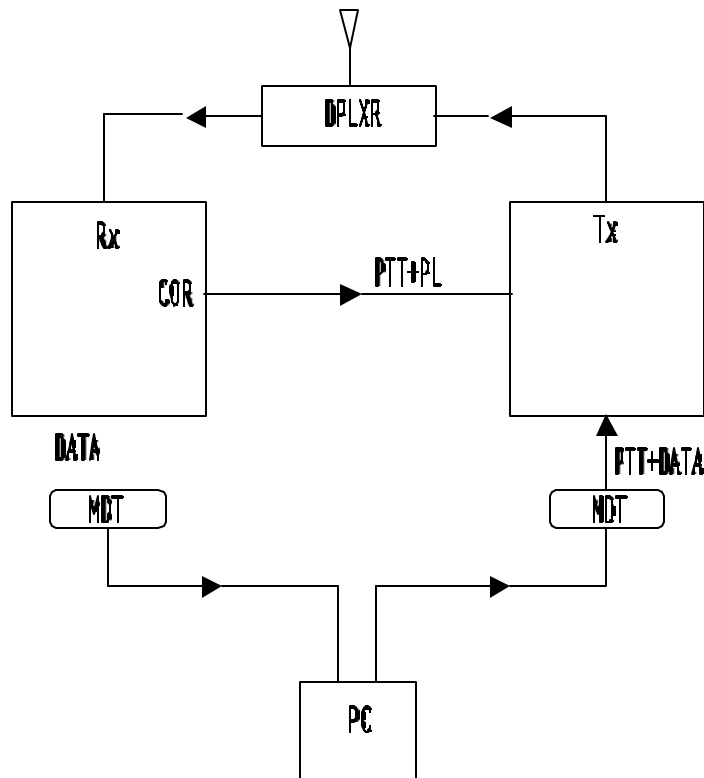 DPLXR
Rx
Tx
COR
PTT+PL
DATA
PTT+DATA
MDT
MDT
PC